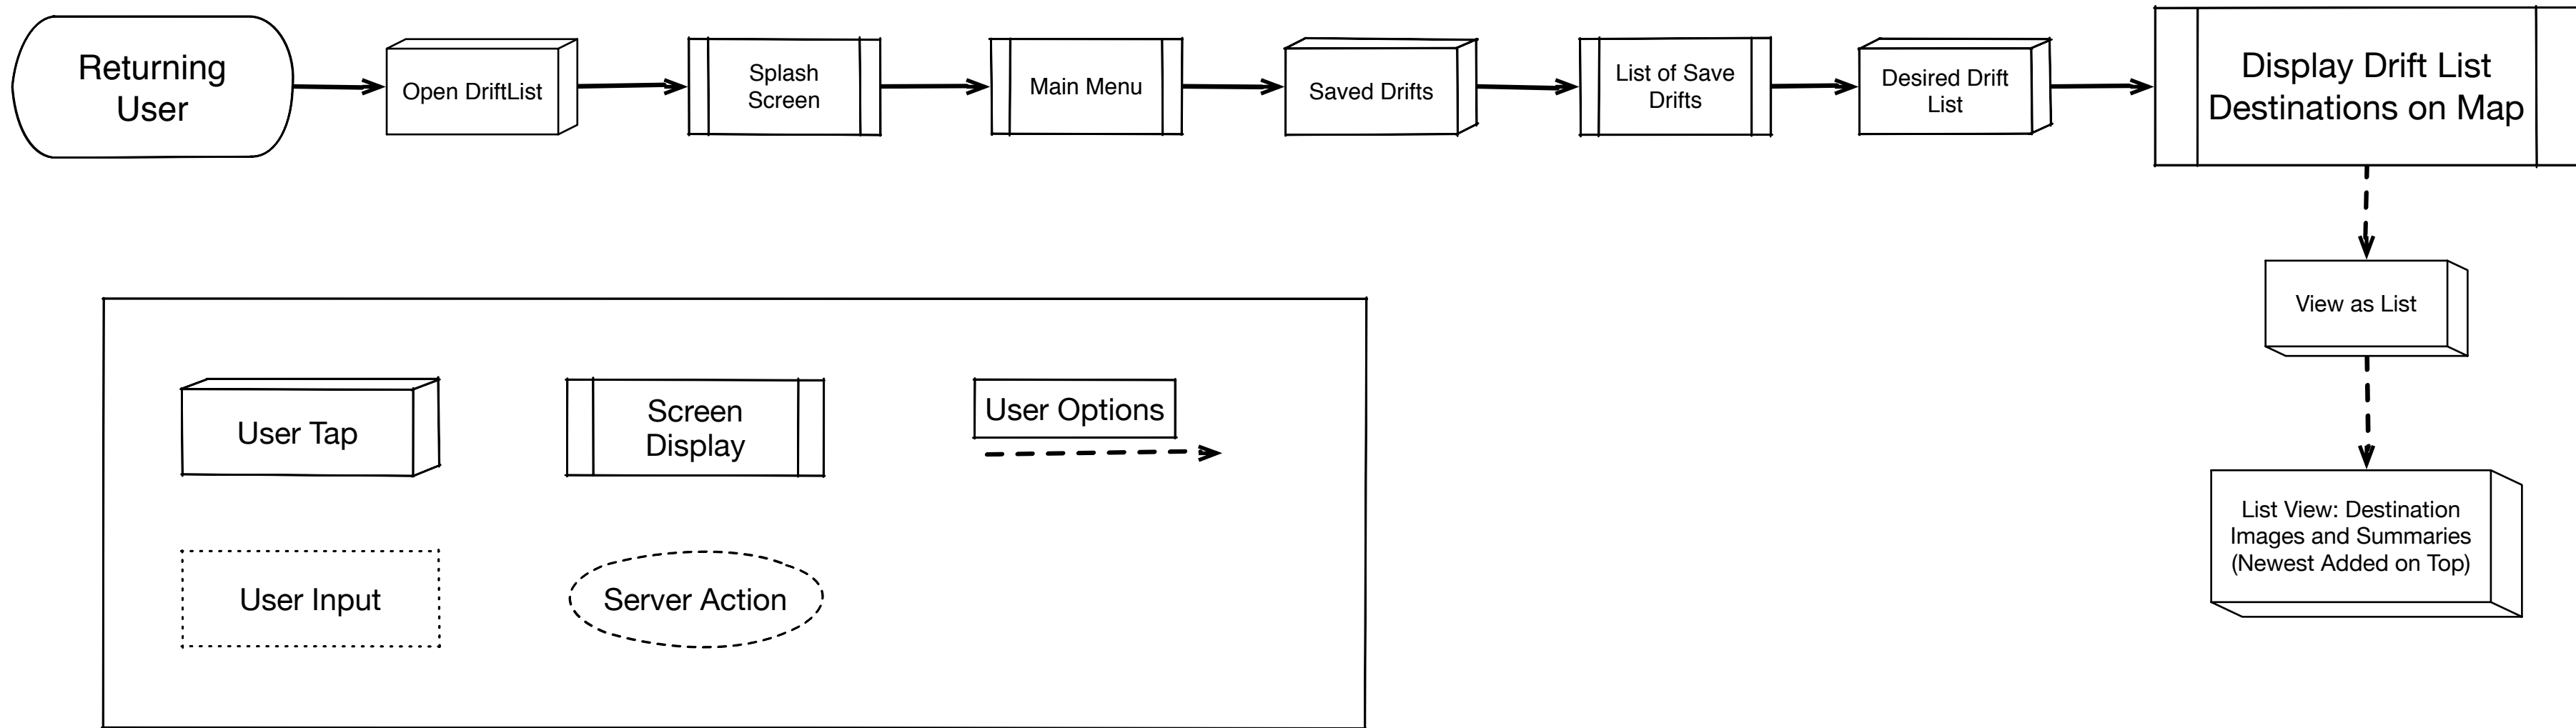 Returning
User
Open DriftList
Splash
Screen
Main Menu
Saved Drifts
List of Save
Drifts
Desired Drift
List
Display Drift List
Destinations on Map
View as List
List View: Destination
Images and Summaries
(Newest Added on Top)
User Tap
Screen
Display
User Options
User Input
Server Action